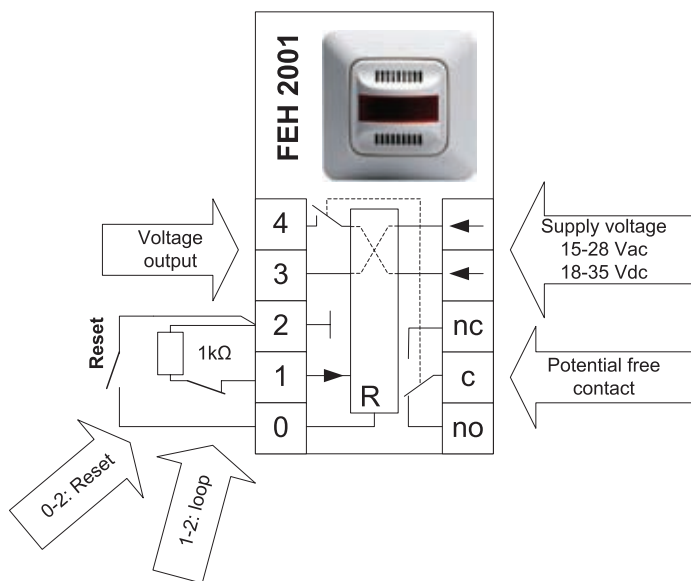 FEH 2001
4
3
2
1
0
nc
c
no
R
Voltage
output
Supply voltage
15-28 Vac
18-35 Vdc
Potential free
contact
Reset
1kΩ
0-2: Reset
1-2: loop